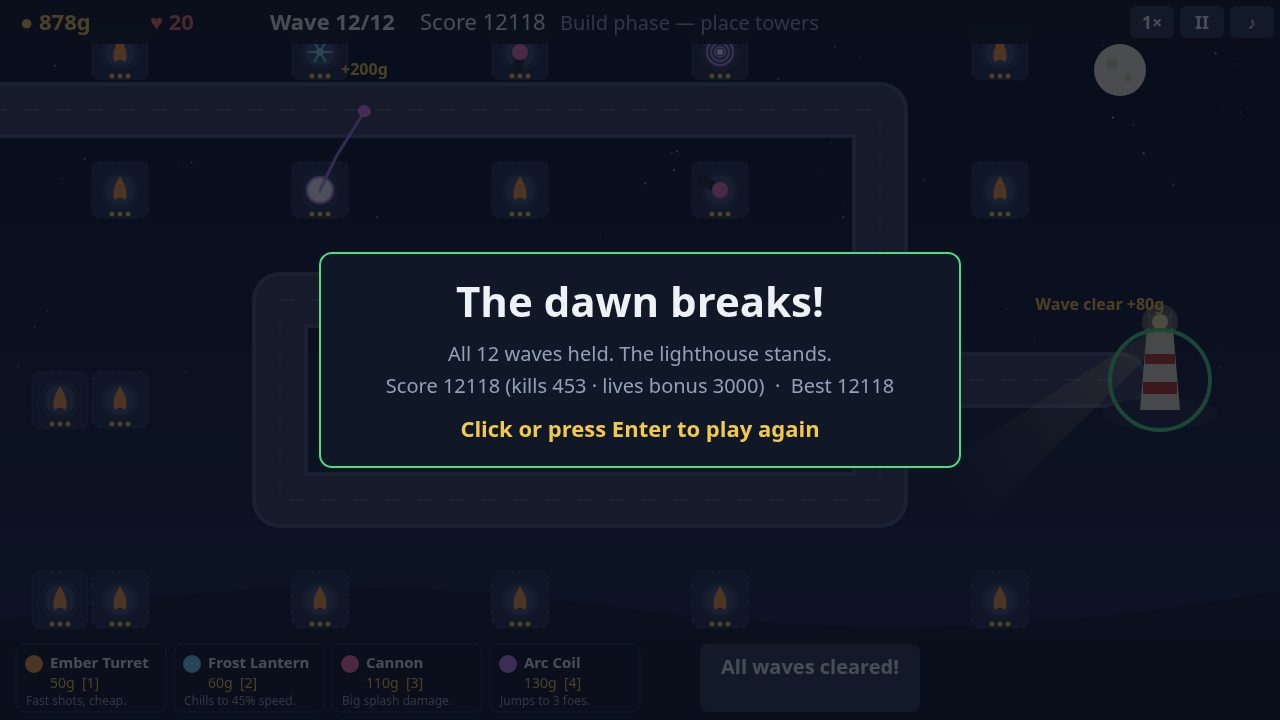 878g ♥ 20 Wave 12/12 Score 12118 Build phase — place towers 1× II ♪
+200g
The dawn breaks!
Wave clear +80g
All 12 waves held. The lighthouse stands.
Score 12118 (kills 453 · lives bonus 3000) · Best 12118
Click or press Enter to play again
Ember Turret
50g [1]
Fast shots, cheap.
Frost Lantern
60g [2]
Chills to 45% speed.
Cannon
110g [3]
Big splash damage.
Arc Coil
130g [4]
Jumps to 3 foes.
All waves cleared!